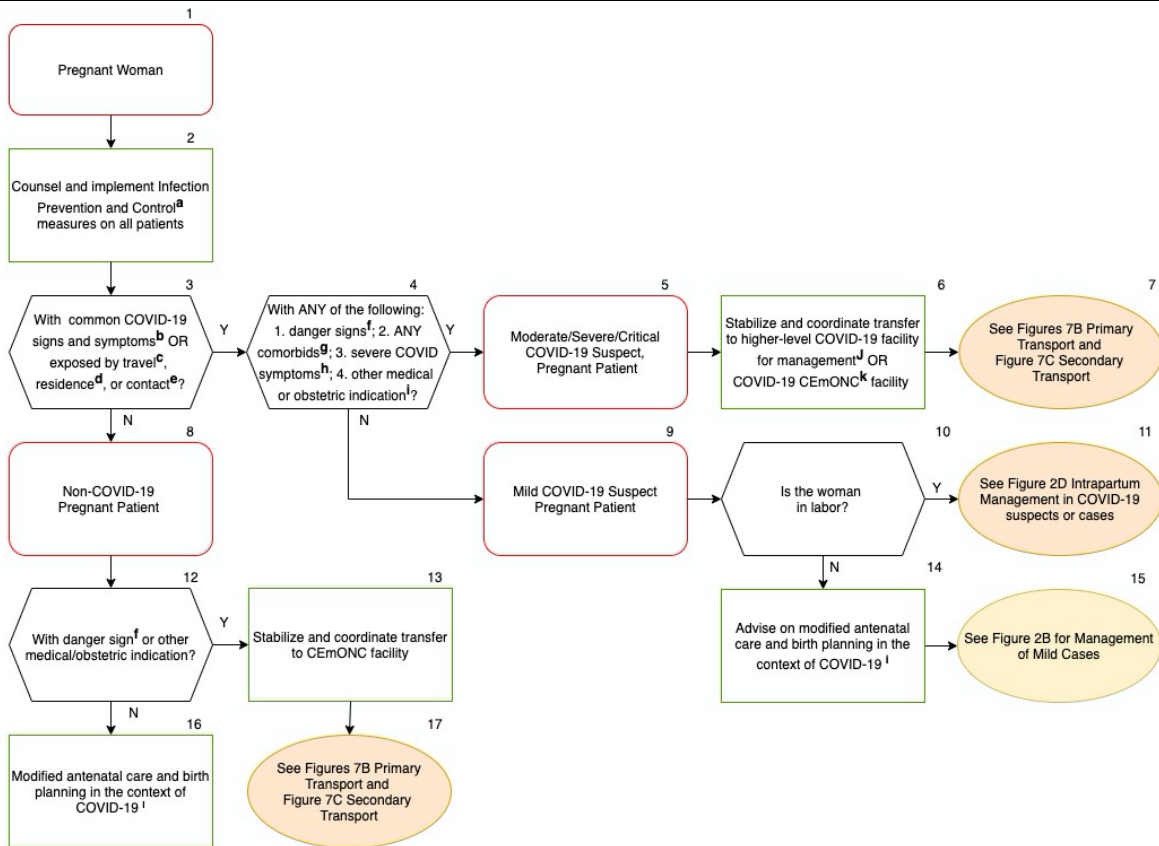 1
Pregnant Woman
2
Counsel and implement Infection
Prevention and Control a
measures on all patients
3
With common COVID-19
signs and symptoms b OR
exposed by travel c,
residence d, or contact e?
Y
N
4
With ANY of the following:
1. danger signs f; 2. ANY
comorbids g; 3. severe COVID
symptoms h; 4. other medical
or obstetric indication i?
Y
N
5
Moderate/Severe/Critical
COVID-19 Suspect,
Pregnant Patient
6
Stabilize and coordinate transfer
to higher-level COVID-19 facility
for management J OR
COVID-19 CEmONC k facility
7
See Figures 7B Primary
Transport and
Figure 7C Secondary
Transport
8
Non-COVID-19
Pregnant Patient
9
Mild COVID-19 Suspect
Pregnant Patient
10
Is the woman
in labor?
Y
N
11
See Figure 2D Intrapartum
Management in COVID-19
suspects or cases
12
With danger sign f or other
medical/obstetric indication?
Y
N
13
Stabilize and coordinate transfer
to CEmONC facility
14
Advise on modified antenatal
care and birth planning in the
context of COVID-19 l
15
See Figure 2B for Management
of Mild Cases
16
Modified antenatal care and birth
planning in the context of
COVID-19 l
17
See Figures 7B Primary
Transport and
Figure 7C Secondary
Transport